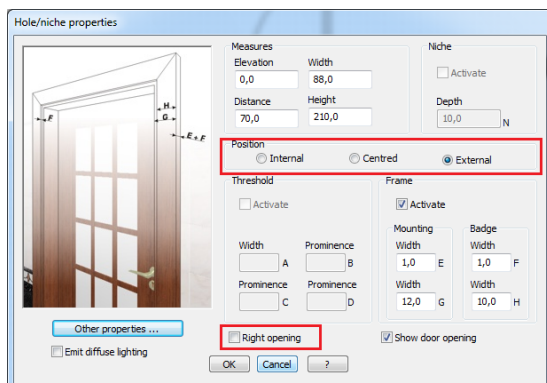 Hole/niche properties
Measures
Niche
Elevation Width
0,0 88,0
Activate
Distance Height
Depth
70,0 210,0
10,0 N
H
F
G
E+F
Position
Internal Centred External
Threshold
Frame
Activate
Activate
Mounting Badge
Width Prominence
Width Width
A B
1,0 E 1,0 F
Prominence Prominence
Width Width
C D
12,0 G 10,0 H
Other properties ...
Right opening
Show door opening
Emit diffuse lighting
OK Cancel ?